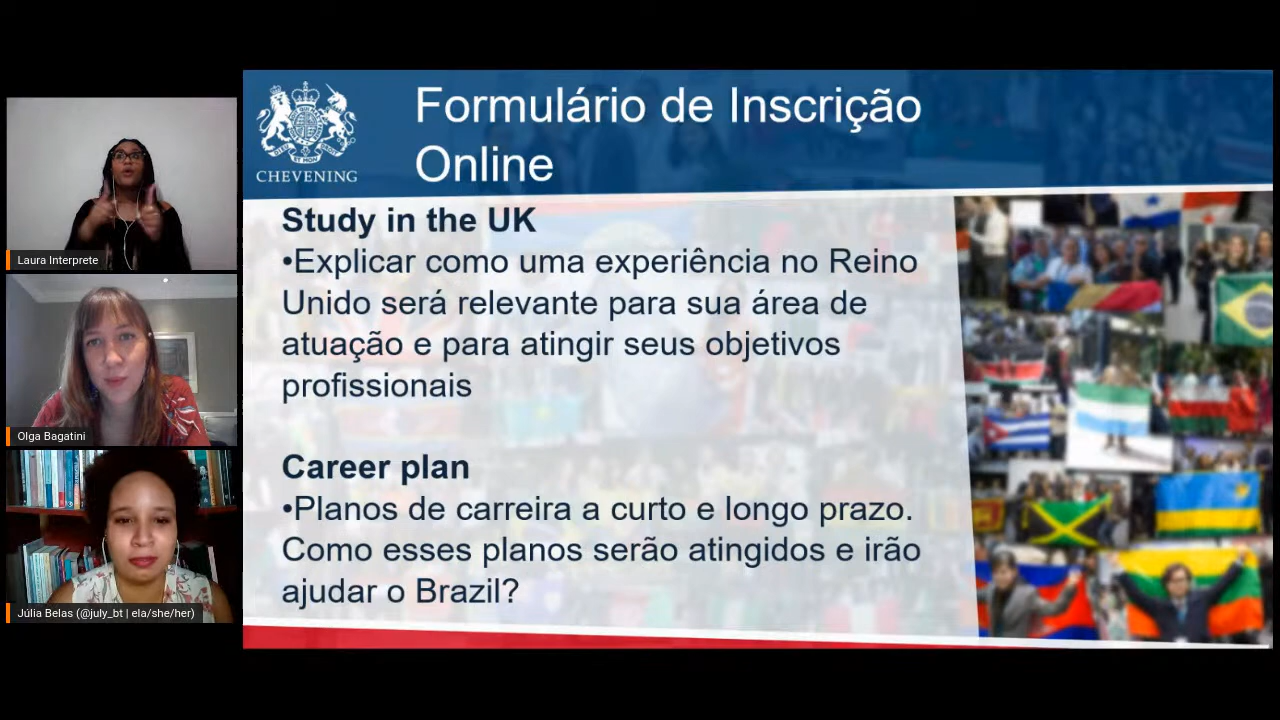 Laura Interprete
Olga Bagatini
Júlia Belas (@july_bt | ela/she/her)
CHEVENING
Formulário de Inscrição
Online
Study in the UK
•Explicar como uma experiência no Reino
Unido será relevante para sua área de
atuação e para atingir seus objetivos
profissionais
Career plan
•Planos de carreira a curto e longo prazo.
Como esses planos serão atingidos e irão
ajudar o Brazil?